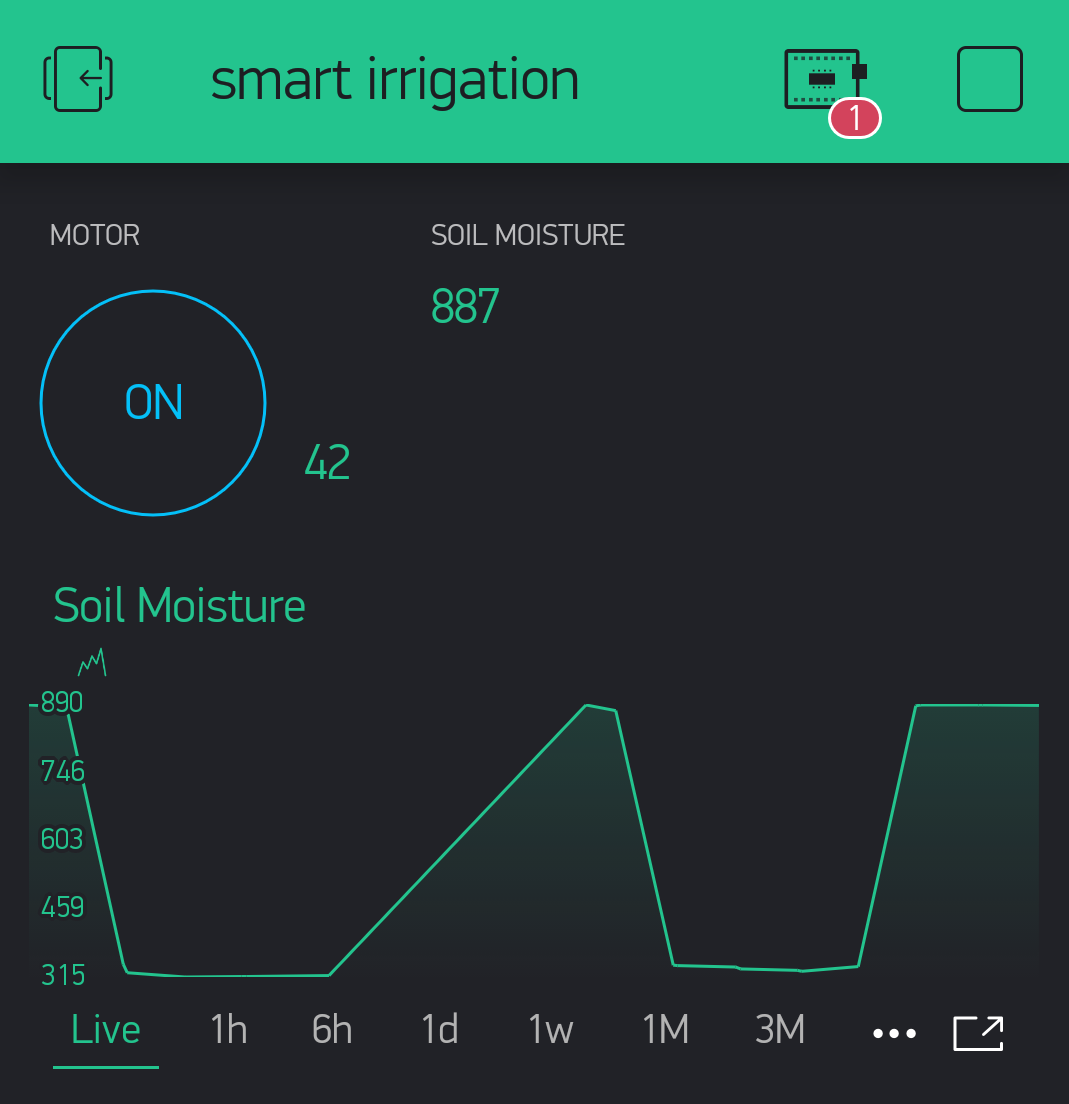 smart irrigation
1
MOTOR
SOIL MOISTURE
887
ON
42
Soil Moisture
890
746
603
459
315
Live 1h 6h 1d 1w 1M 3M